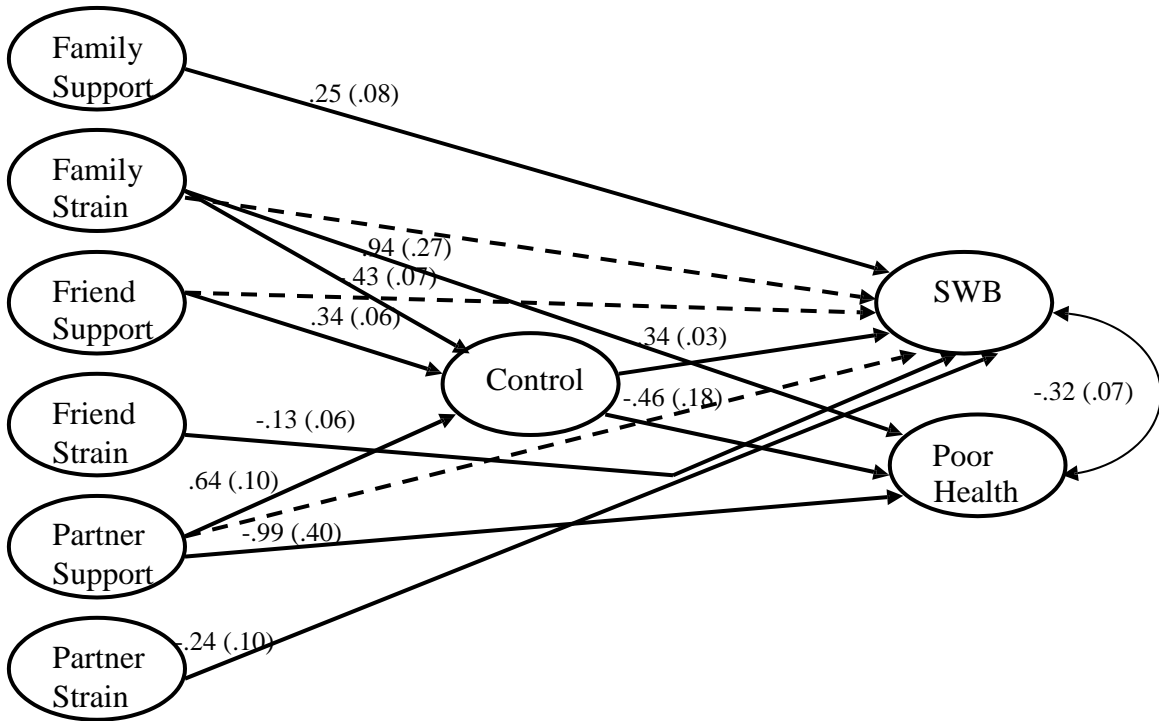 Family
Support
.25 (.08)
Family
Strain
.94 (.27)
-.43 (.07)
SWB
Friend
Support
.34 (.06)
.34 (.03)
Control
-.46 (.18)
-.32 (.07)
Friend
Strain
-.13 (.06)
Poor
Health
.64 (.10)
Partner
Support
-.99 (.40)
-.24 (.10)
Partner
Strain